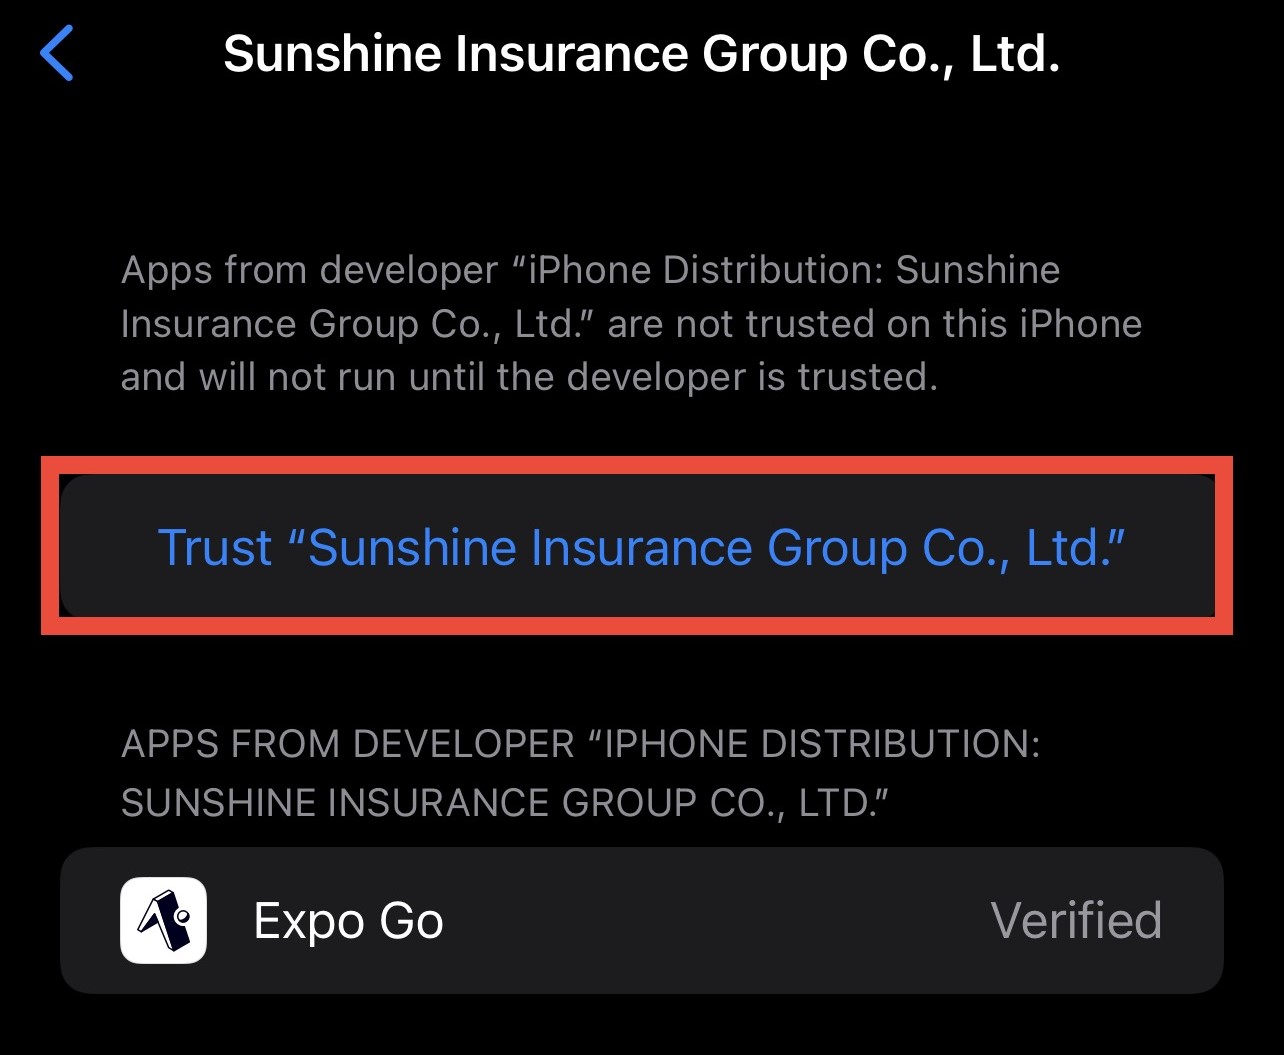 Sunshine Insurance Group Co., Ltd.
Apps from developer “iPhone Distribution: Sunshine
Insurance Group Co., Ltd.” are not trusted on this iPhone
and will not run until the developer is trusted.
Trust “Sunshine Insurance Group Co., Ltd.”
APPS FROM DEVELOPER “IPHONE DISTRIBUTION:
SUNSHINE INSURANCE GROUP CO., LTD.”
Expo Go Verified